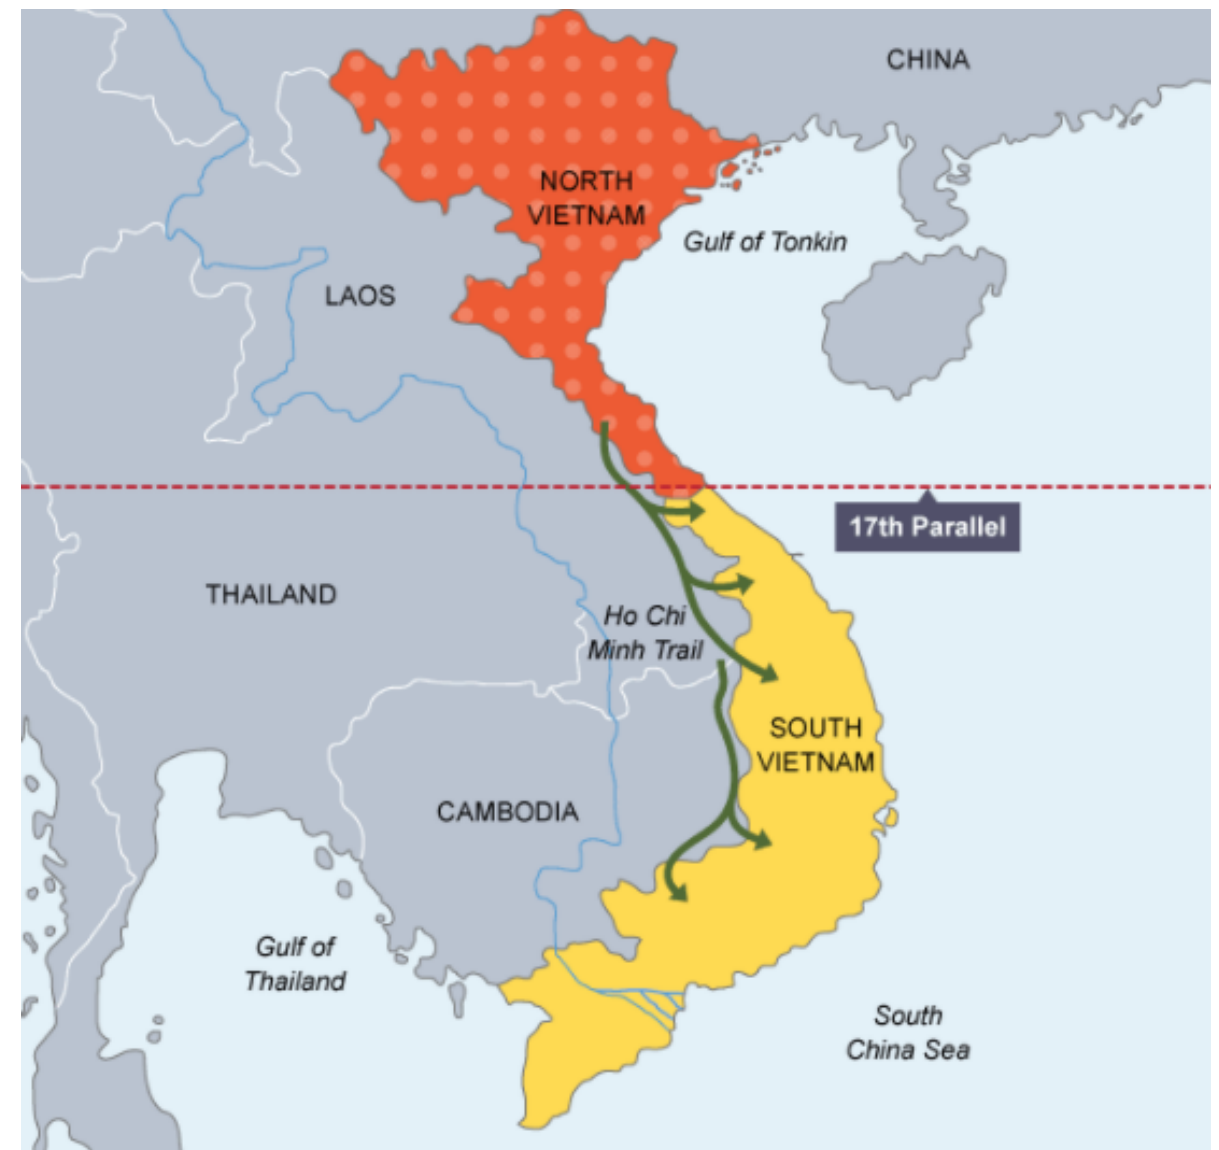 CHINA
NORTH
VIETNAM
Gulf of Tonkin
LAOS
17th Parallel
THAILAND
Ho Chi
Minh Trail
SOUTH
VIETNAM
CAMBODIA
Gulf of
Thailand
South
China Sea